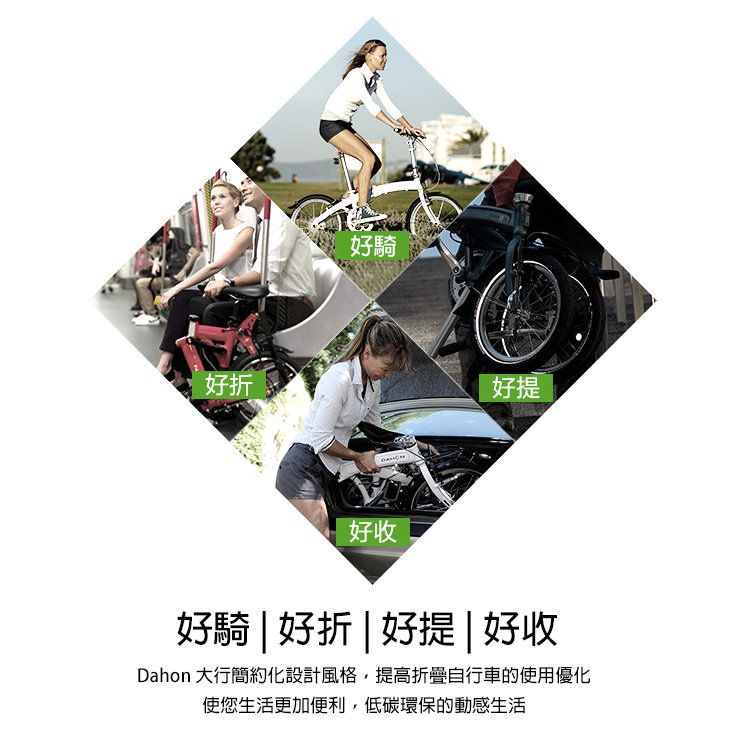 好騎
好折
好提
DAHON
好收
好騎 | 好折 | 好提 | 好收
Dahon 大行簡約化設計風格，提高折疊自行車的使用優化
使您生活更加便利，低碳環保的動感生活